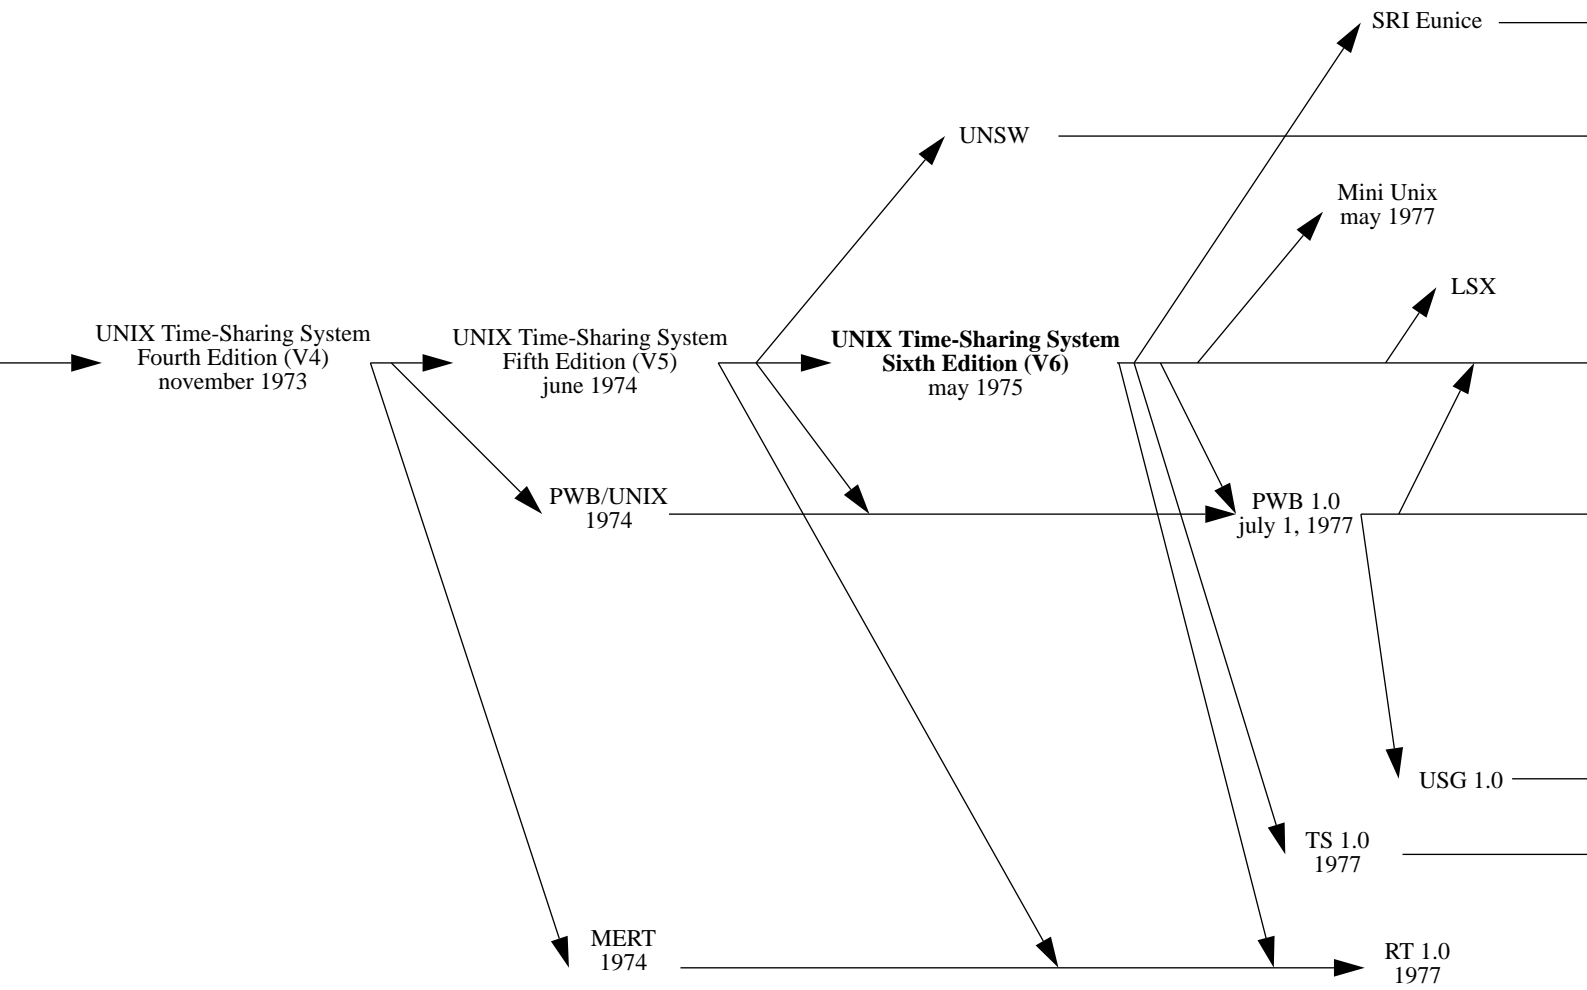 SRI Eunice
UNSW
Mini Unix
may 1977
LSX
UNIX Time-Sharing System
Fourth Edition (V4)
november 1973
UNIX Time-Sharing System
Fifth Edition (V5)
june 1974
UNIX Time-Sharing System
Sixth Edition (V6)
may 1975
PWB/UNIX
1974
PWB 1.0
july 1, 1977
USG 1.0
TS 1.0
1977
MERT
1974
RT 1.0
1977